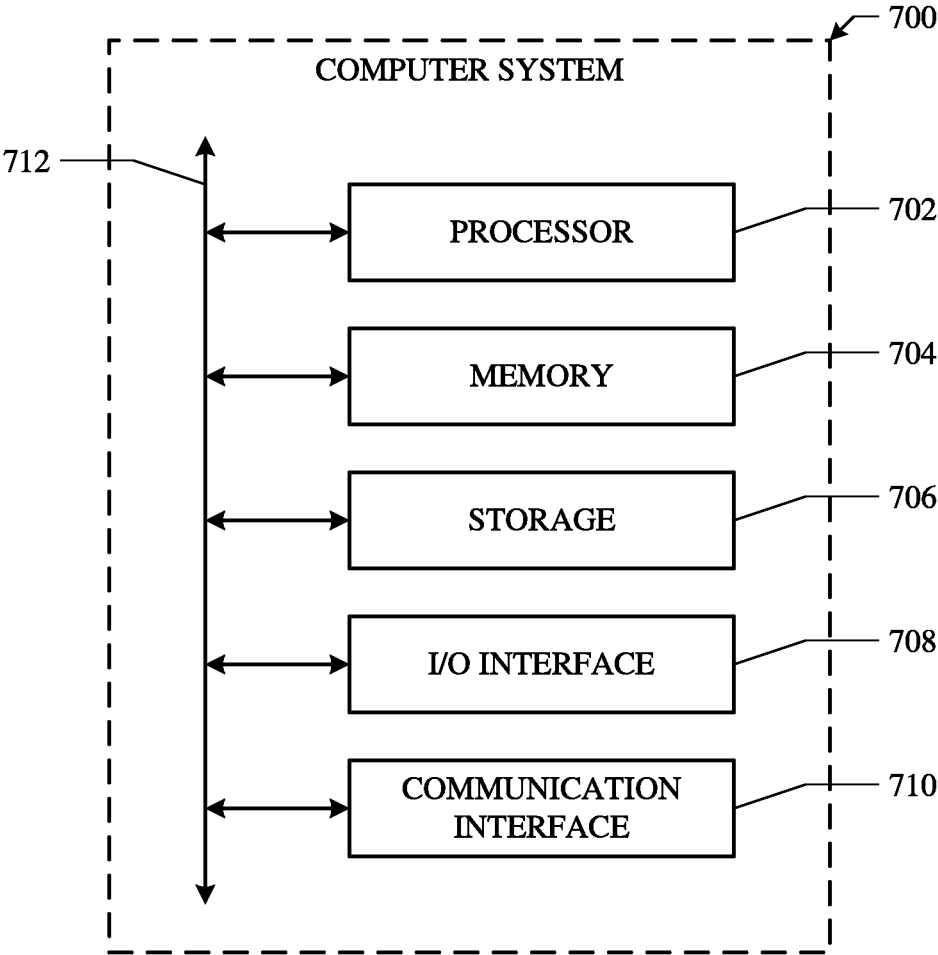 700
COMPUTER SYSTEM
712
PROCESSOR
702
MEMORY
704
STORAGE
706
I/O INTERFACE
708
COMMUNICATION
INTERFACE
710